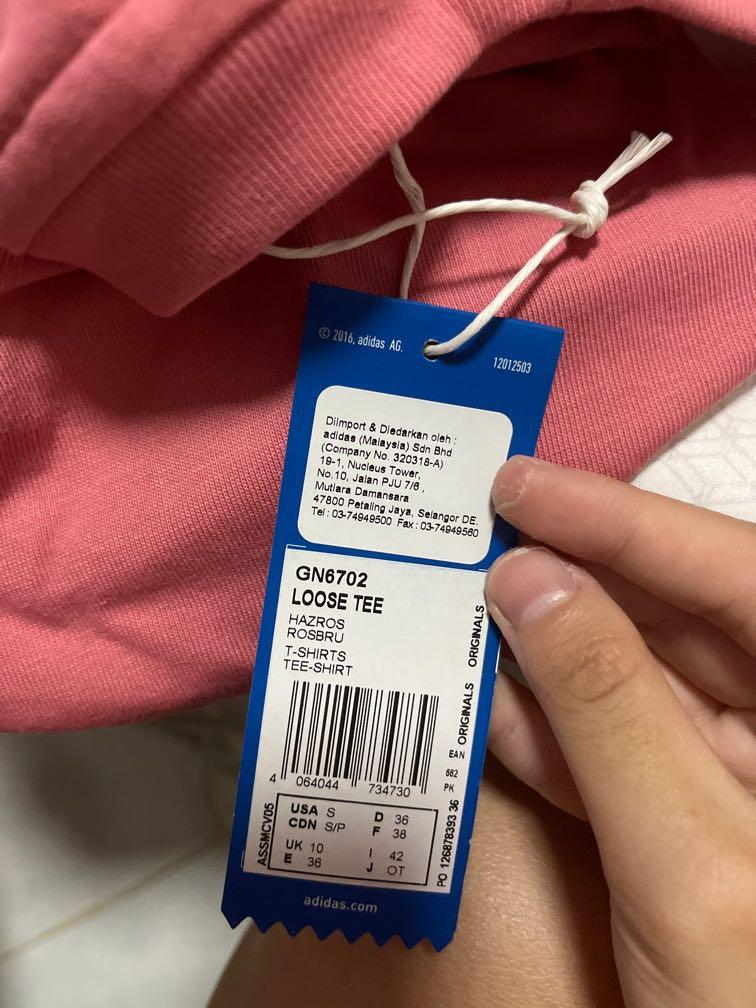 © 2016, adidas AG.
12012503
Diimport & Diedarkan oleh :
adidas (Malaysia) Sdn Bhd
(Company No. 320318-A)
19-1, Nucleus Tower,
No.10, Jalan PJU 7/6 ,
Mutiara Damansara
47800 Petaling Jaya, Selangor DE.
Tel : 03-74949500 Fax : 03-74949560
GN6702
LOOSE TEE
HAZROS
ROSBRU
T-SHIRTS
TEE-SHIRT
ORIGINALS
ORIGINALS
EAN
662
PK
4 064044 734730
ASSMCV05
USA S D 36
CDN S/P F 38
UK 10 I 42
E 36 J OT
PO 126878393 36
adidas.com